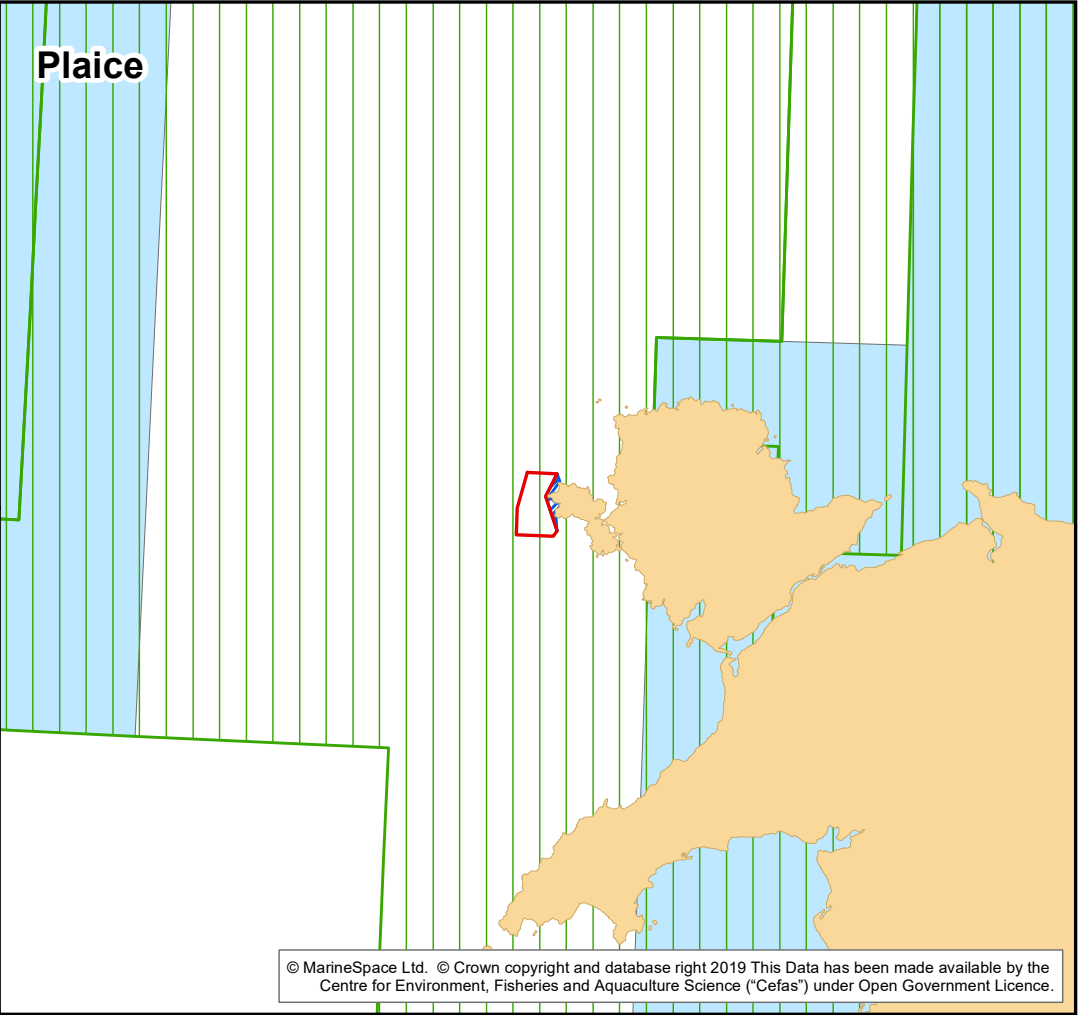 Plaice
© MarineSpace Ltd.  © Crown copyright and database right 2019 This Data has been made available by the
Centre for Environment, Fisheries and Aquaculture Science (“Cefas”) under Open Government Licence.